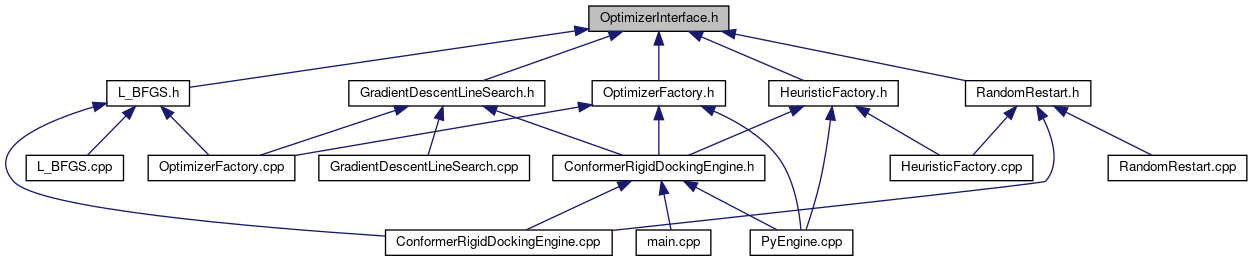 OptimizerInterface.h
L_BFGS.h
GradientDescentLineSearch.h
OptimizerFactory.h
HeuristicFactory.h
RandomRestart.h
L_BFGS.cpp
OptimizerFactory.cpp
GradientDescentLineSearch.cpp
ConformerRigidDockingEngine.h
HeuristicFactory.cpp
RandomRestart.cpp
ConformerRigidDockingEngine.cpp
main.cpp
PyEngine.cpp